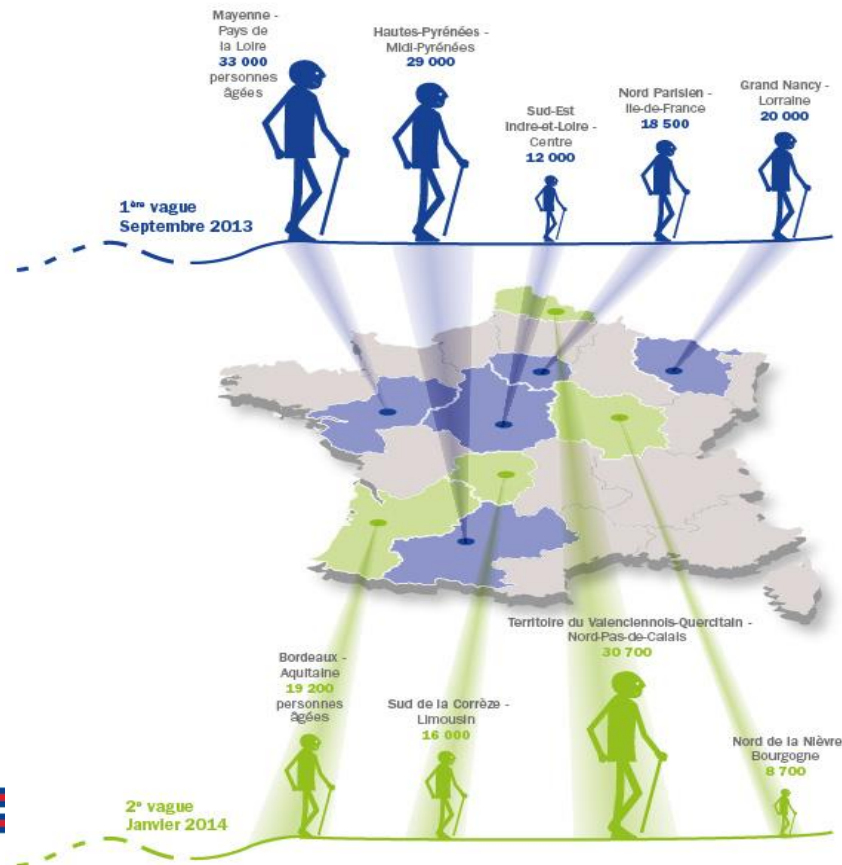 Mayenne -
Pays de
la Loire
33 000
personnes
âgées
Hautes-Pyrénées -
Midi-Pyrénées
29 000
Sud-Est
Indre-et-Loire -
Centre
12 000
Nord Parisien -
Ile-de-France
18 500
Grand Nancy -
Lorraine
20 000
1ère vague
Septembre 2013
Territoire du Valenciennois-Quercitain -
Nord-Pas-de-Calais
30 700
Bordeaux -
Aquitaine
19 200
personnes
âgées
Sud de la Corrèze -
Limousin
16 000
Nord de la Nièvre
Bourgogne
8 700
2e vague
Janvier 2014